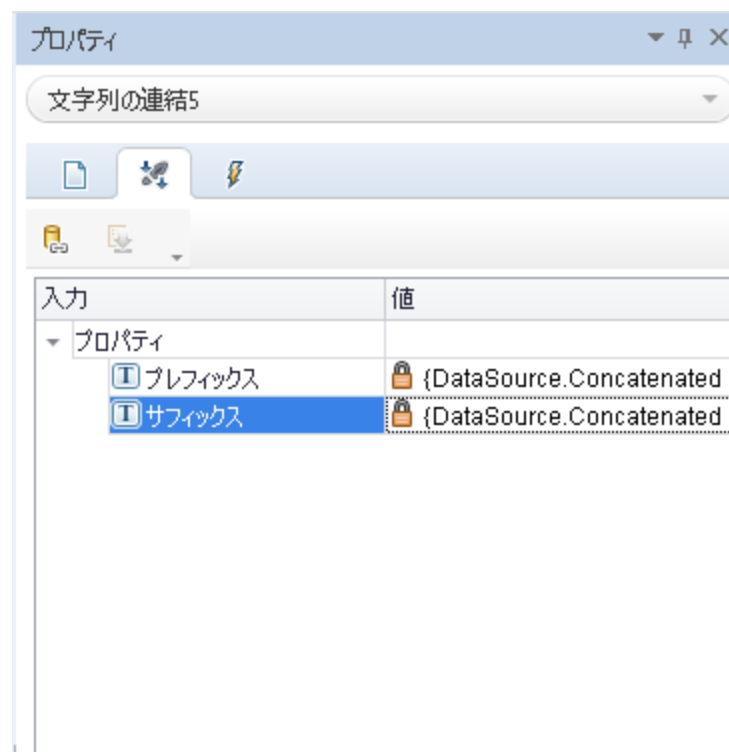 プロパティ
文字列の連結5
入力 値
プロパティ
プレフィックス {DataSource.Concatenated
サフィックス {DataSource.Concatenated